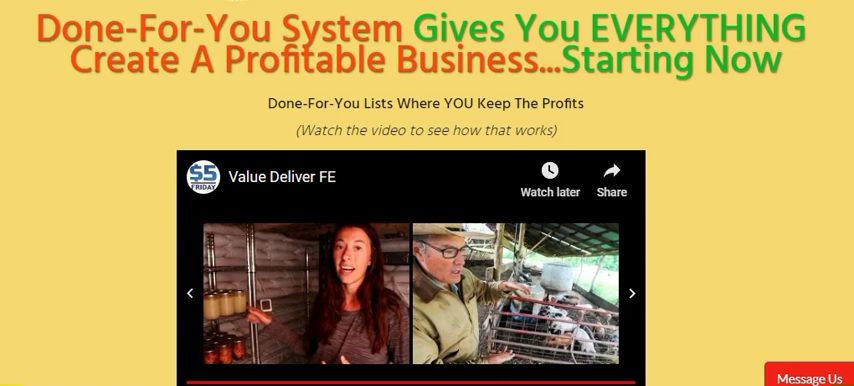 Done-For-You System Gives You EVERYTHING
Create A Profitable Business...Starting Now
Done-For-You Lists Where YOU Keep The Profits
(Watch the video to see how that works)
$5
FRIDAY
Value Deliver FE
Watch later
Share
Message Us